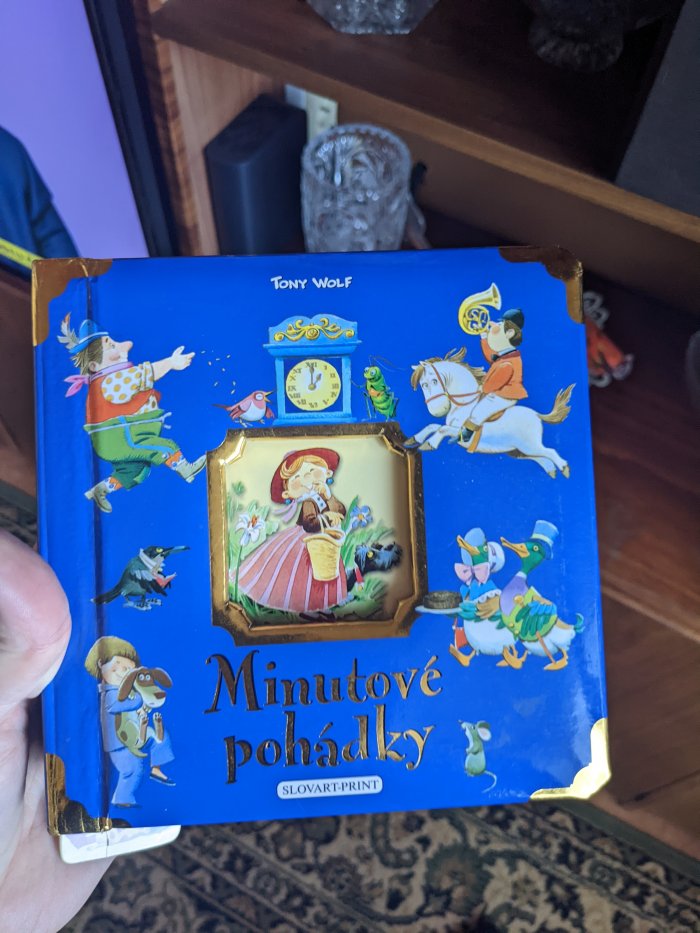 TONY WOLF
Minutové
pohádky
SLOVART-PRINT